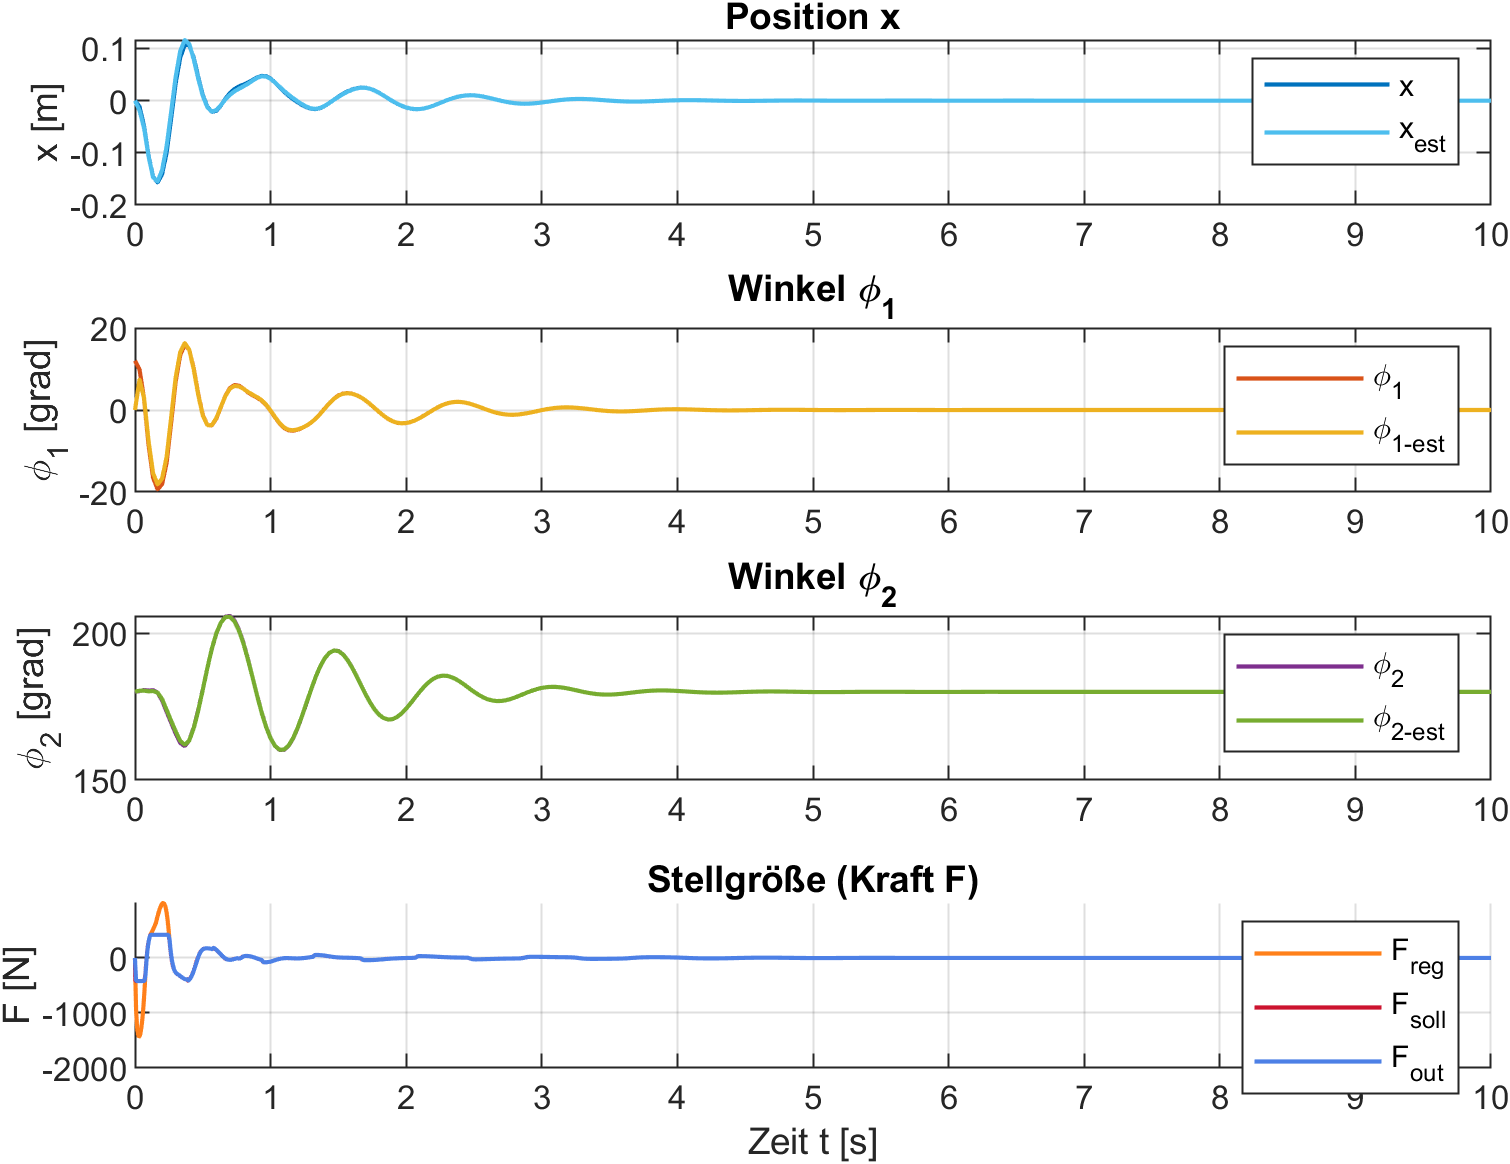 Position x
x [m]
0.1
0
-0.1
-0.2
x
x_est
0 1 2 3 4 5 6 7 8 9 10
Winkel ϕ_1
ϕ_1 [grad]
20
0
-20
ϕ_1
ϕ_1-est
0 1 2 3 4 5 6 7 8 9 10
Winkel ϕ_2
ϕ_2 [grad]
200
150
ϕ_2
ϕ_2-est
0 1 2 3 4 5 6 7 8 9 10
Stellgröße (Kraft F)
F [N]
0
-1000
-2000
F_reg
F_soll
F_out
0 1 2 3 4 5 6 7 8 9 10
Zeit t [s]